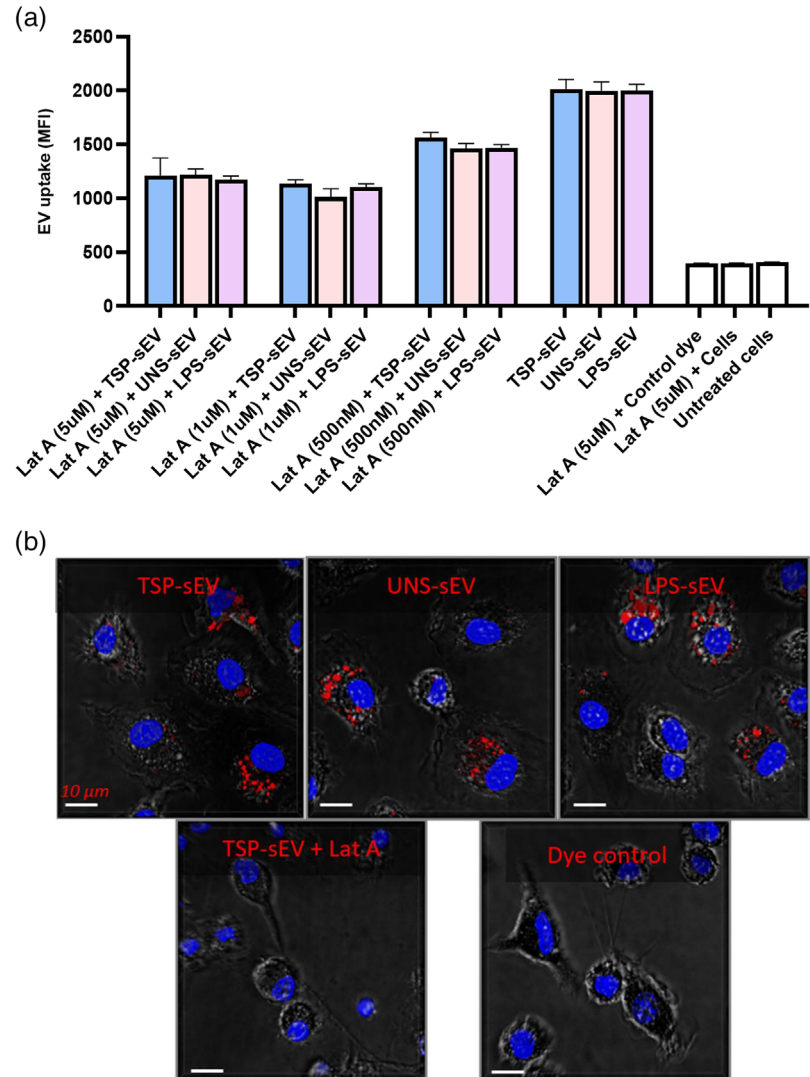 (a)
2500
2000
1500
1000
500
0
EV uptake (MFI)
Lat A (5uM) + TSP-sEV
Lat A (5uM) + UNS-sEV
Lat A (5uM) + LPS-sEV
Lat A (1uM) + TSP-sEV
Lat A (1uM) + UNS-sEV
Lat A (1uM) + LPS-sEV
Lat A (500nM) + TSP-sEV
Lat A (500nM) + UNS-sEV
Lat A (500nM) + LPS-sEV
TSP-sEV
UNS-sEV
LPS-sEV
Lat A (5uM) + Control dye
Lat A (5uM) + Cells
Untreated cells
(b)
TSP-sEV
UNS-sEV
LPS-sEV
10 μm
TSP-sEV + Lat A
Dye control